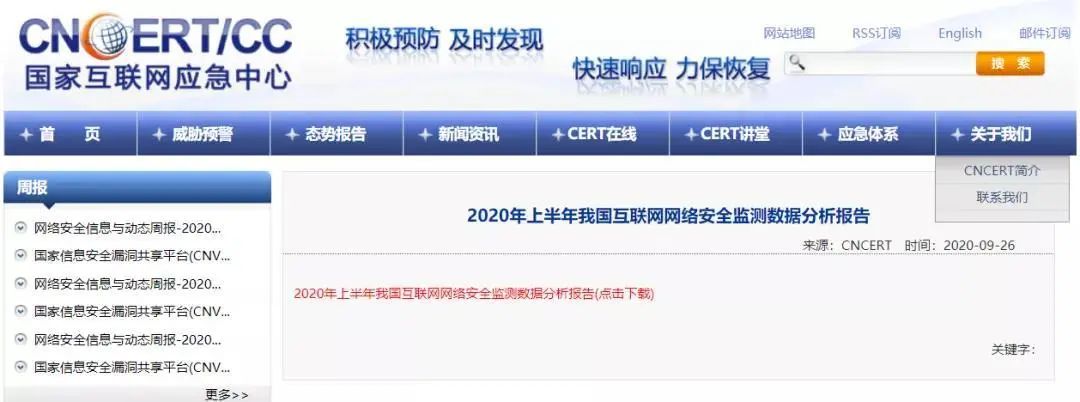 CNCERT/CC
国家互联网应急中心
积极预防 及时发现
快速响应 力保恢复
网站地图 RSS订阅 English 邮件订阅
搜 索
首 页 威胁预警 态势报告 新闻资讯 CERT在线 CERT讲堂 应急体系 关于我们
CNCERT简介
联系我们
周报
网络安全信息与动态周报-2020...
国家信息安全漏洞共享平台(CNV...
网络安全信息与动态周报-2020...
国家信息安全漏洞共享平台(CNV...
网络安全信息与动态周报-2020...
国家信息安全漏洞共享平台(CNV...
更多>>
2020年上半年我国互联网网络安全监测数据分析报告
来源：CNCERT 时间：2020-09-26
2020年上半年我国互联网网络安全监测数据分析报告(点击下载)
关键字：